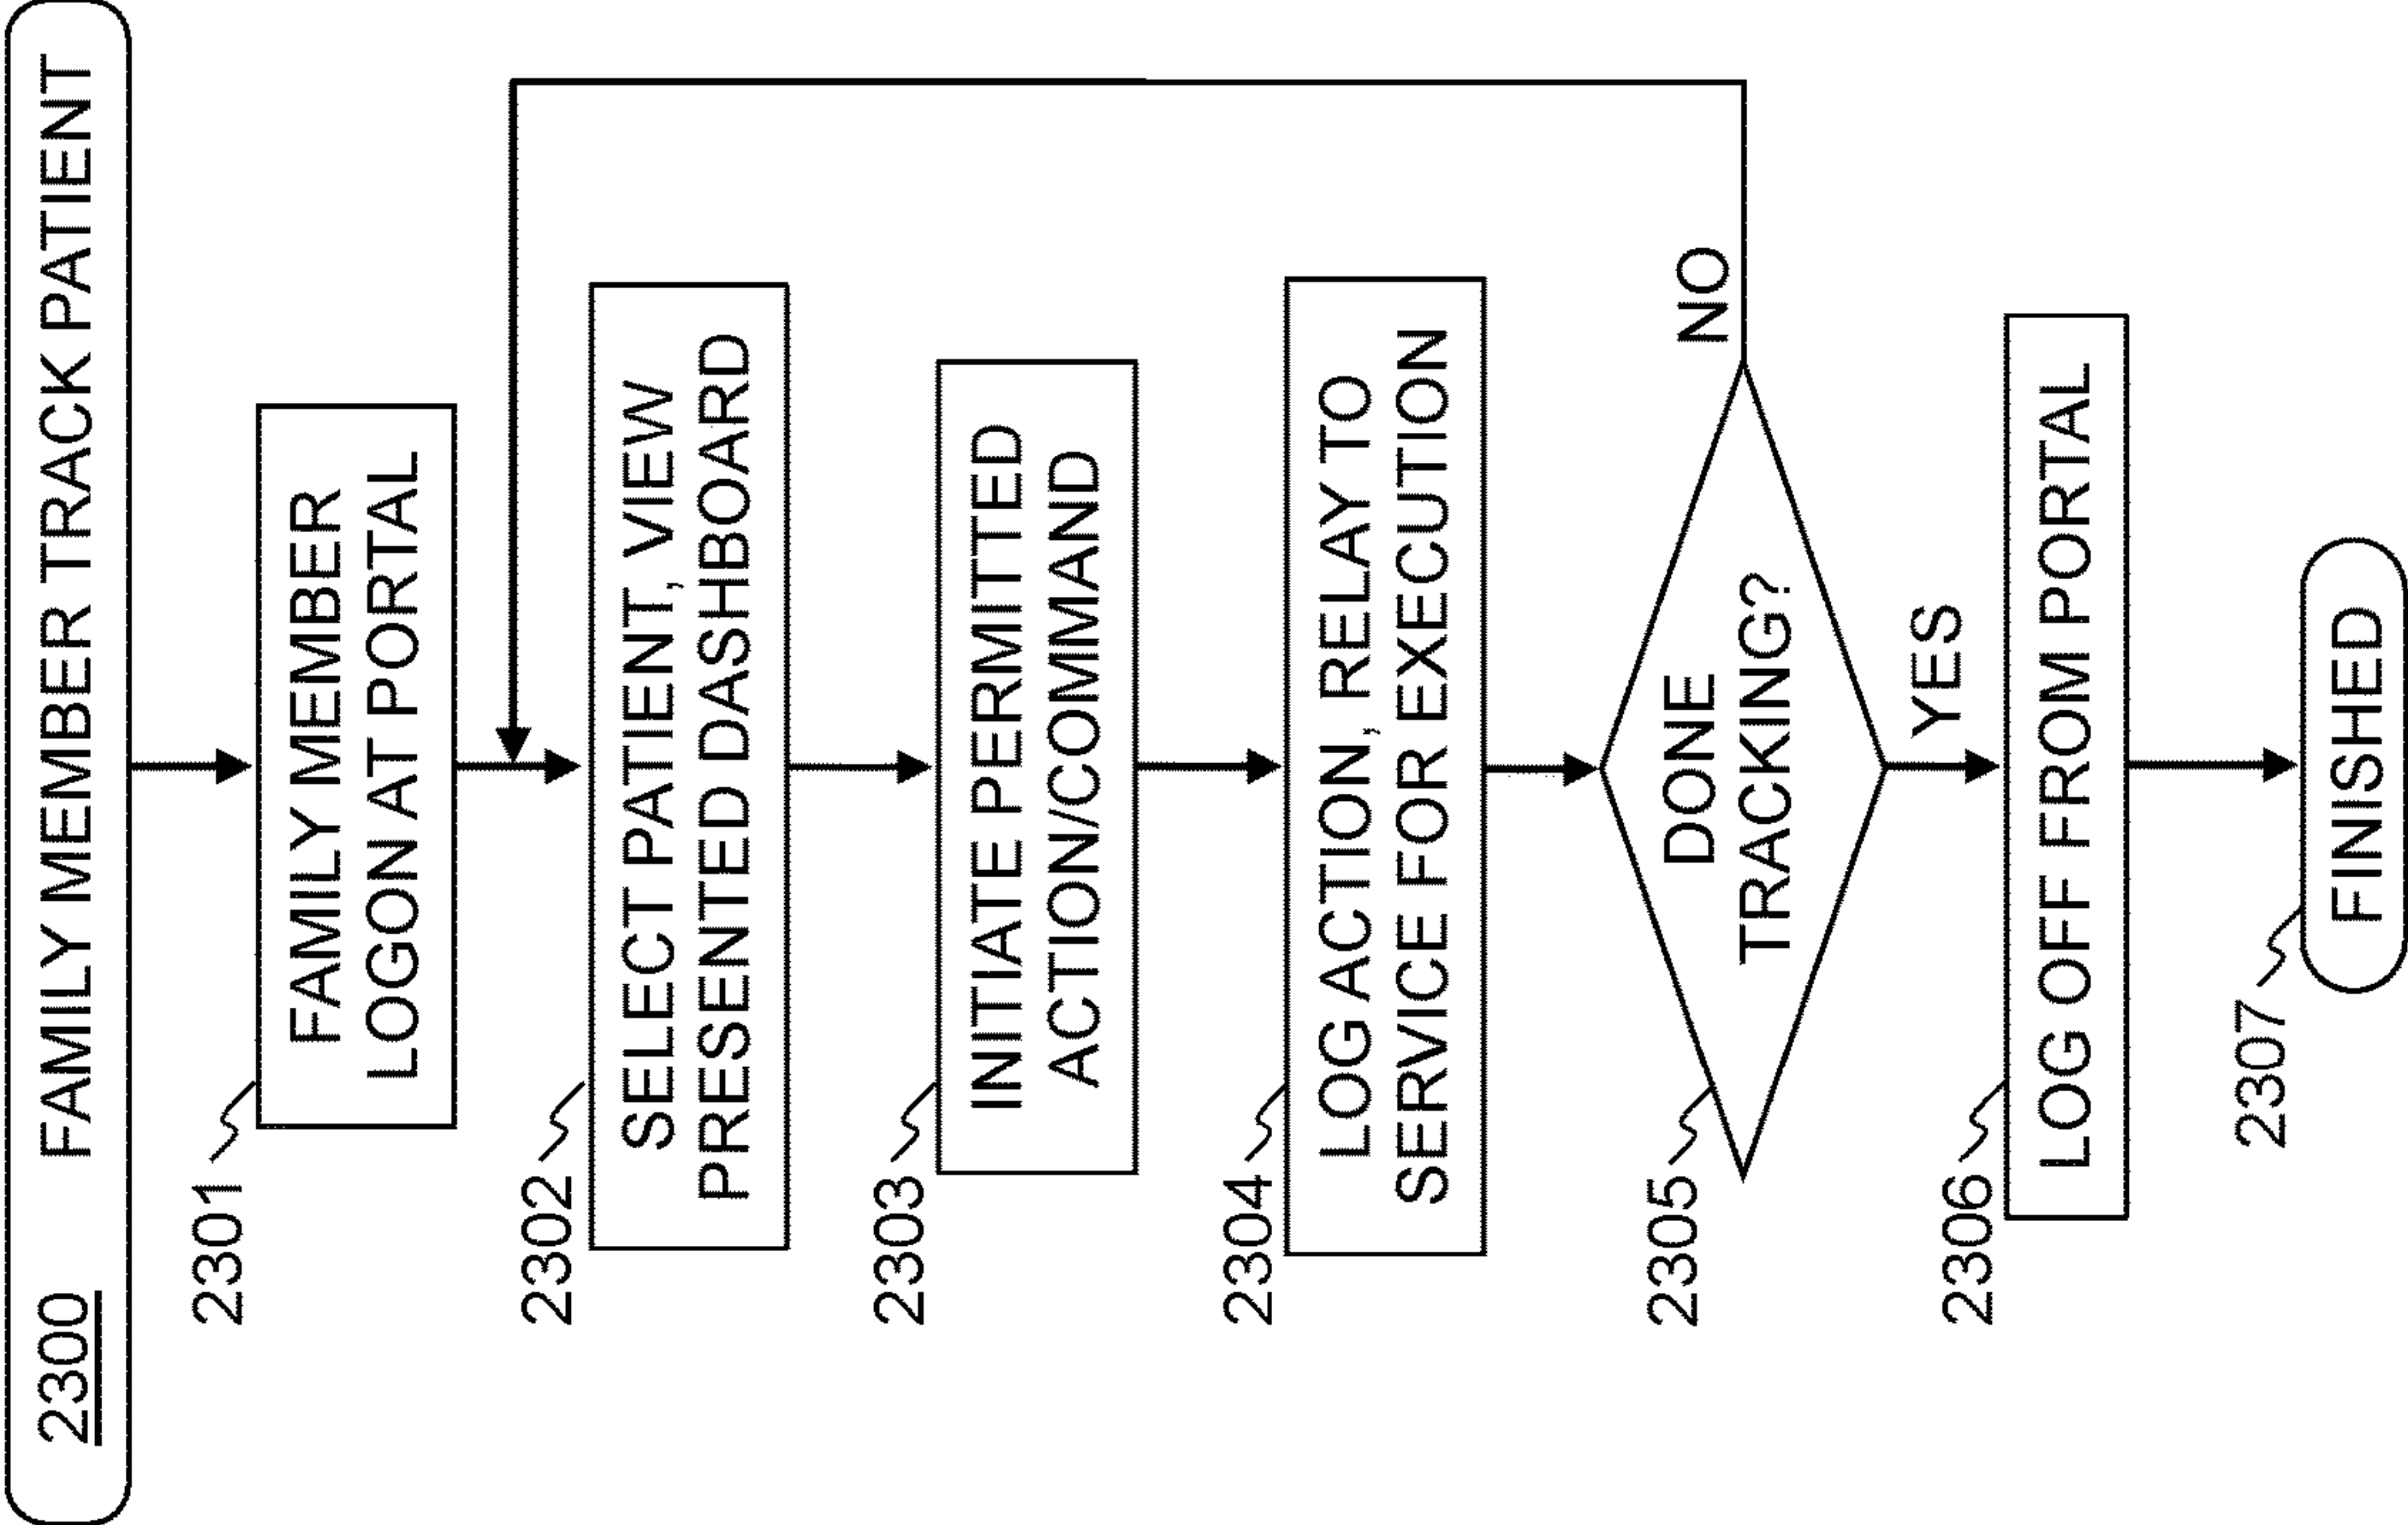 2300 FAMILY MEMBER TRACK PATIENT
2301
FAMILY MEMBER
LOGON AT PORTAL
2302
SELECT PATIENT, VIEW
PRESENTED DASHBOARD
2303
INITIATE PERMITTED
ACTION/COMMAND
2304
LOG ACTION, RELAY TO
SERVICE FOR EXECUTION
2305
DONE
TRACKING?
NO
YES
2306
LOG OFF FROM PORTAL
2307
FINISHED